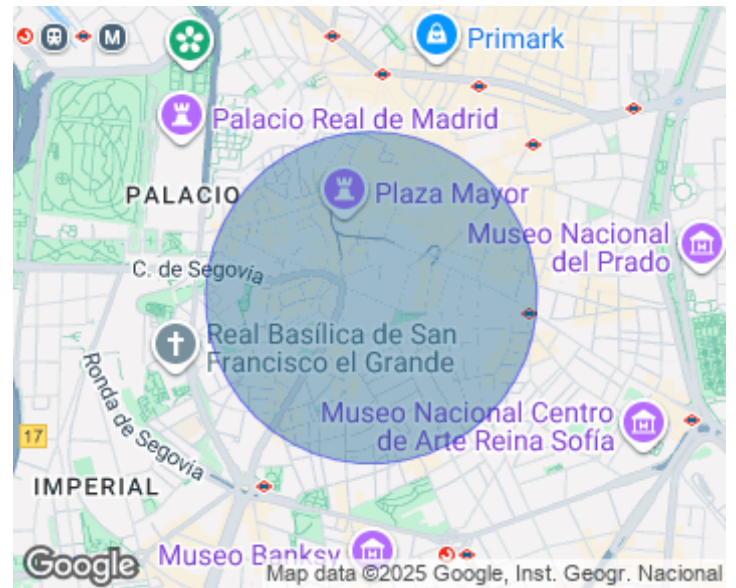 M
Primark
Palacio Real de Madrid
PALACIO
Plaza Mayor
Museo Nacional
del Prado
C. de Segovia
Real Basílica de San
Francisco el Grande
Ronda de Segovia
Museo Nacional Centro
de Arte Reina Sofía
17
IMPERIAL
Museo Banksy
Google
Map data ©2025 Google, Inst. Geogr. Nacional